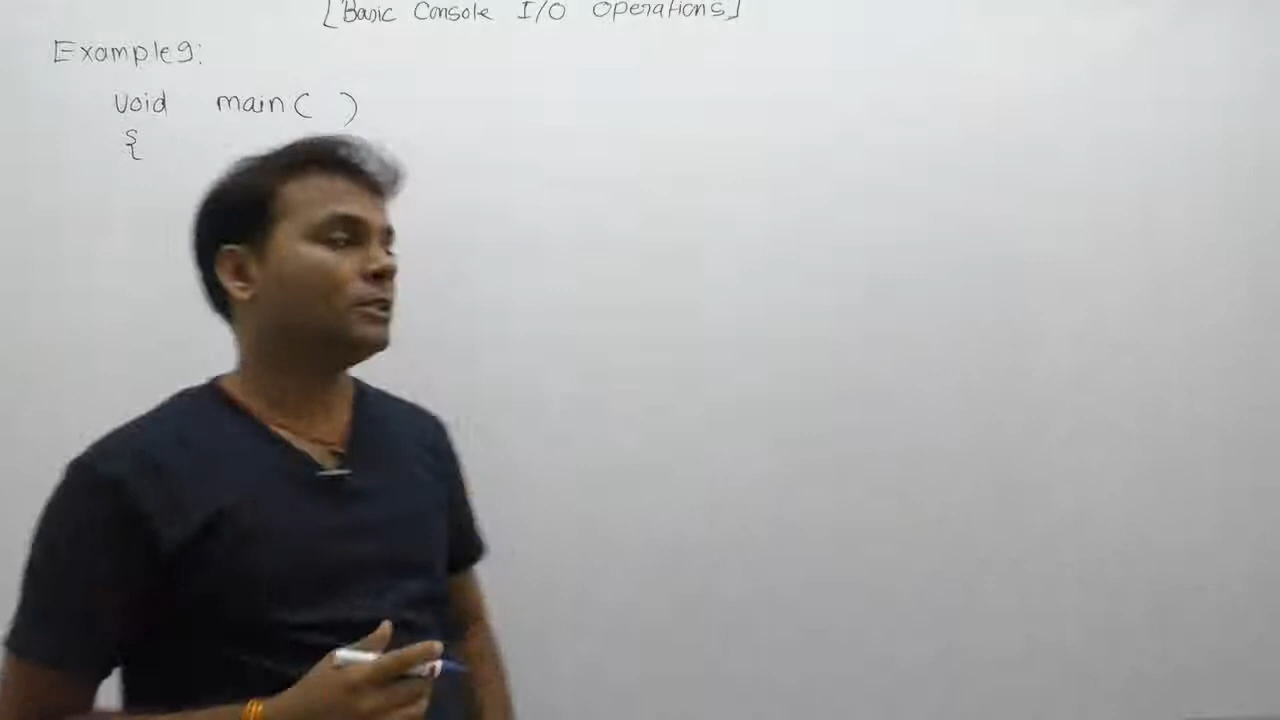 [Basic Console I/O Operations]
Example 9:
void main( )
{